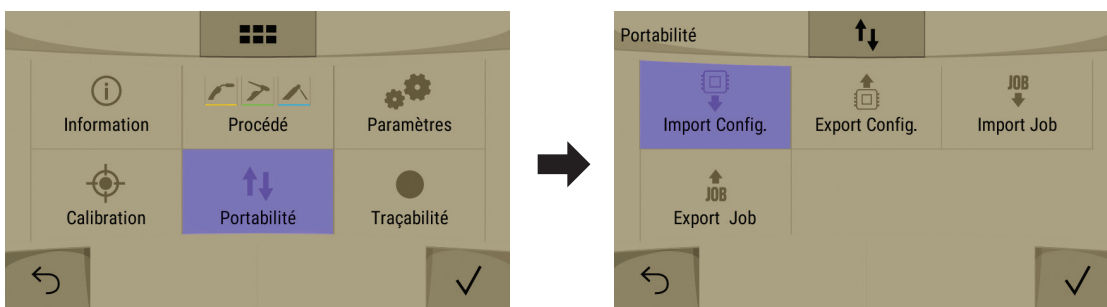 Information
Procédé
Paramètres
Calibration
Portabilité
Traçabilité
Portabilité
Import Config.
Export Config.
JOB
Import Job
JOB
Export Job